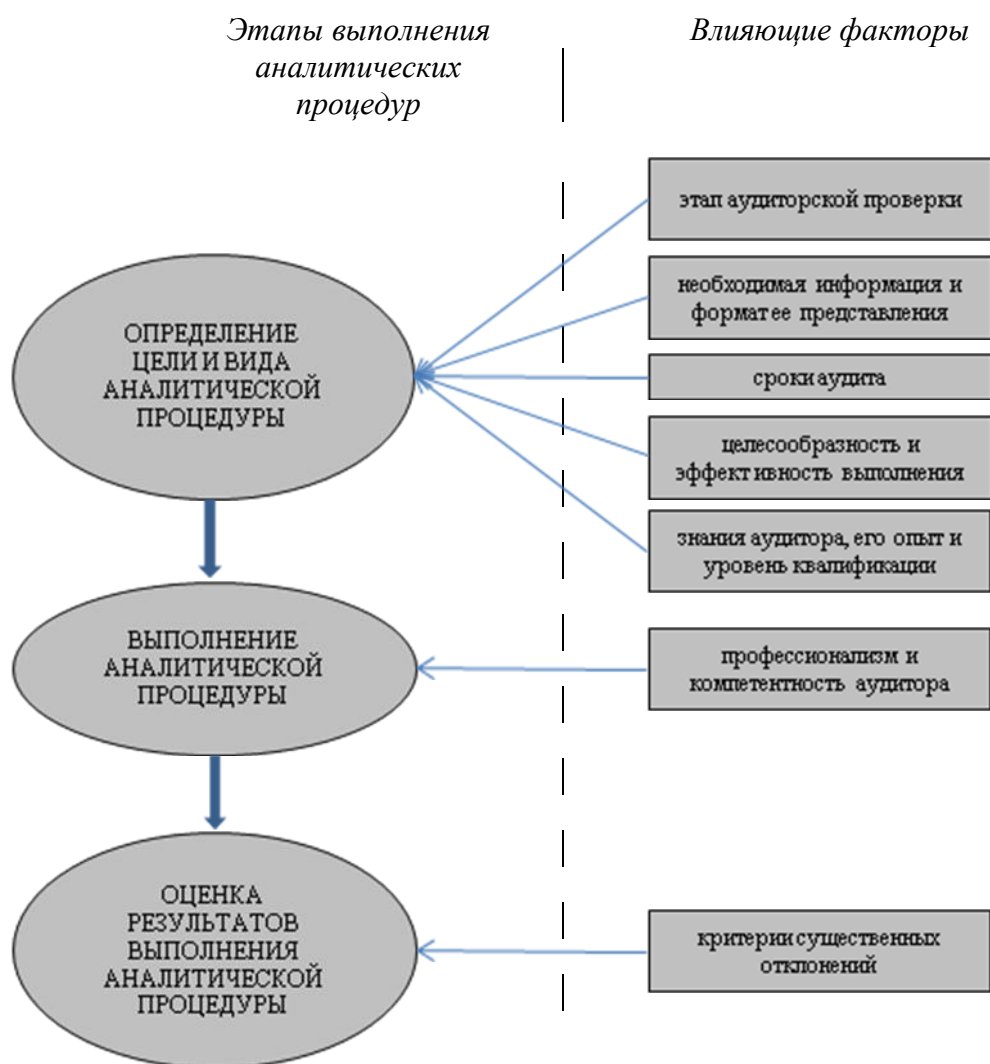 Этапы выполнения
аналитических
процедур
Влияющие факторы
этап аудиторской проверки
необходимая информация и
формат ее представления
сроки аудита
целесообразность и
эффективность выполнения
знания аудитора, его опыт и
уровень квалификации
ОПРЕДЕЛЕНИЕ
ЦЕЛИ И ВИДА
АНАЛИТИЧЕСКОЙ
ПРОЦЕДУРЫ
ВЫПОЛНЕНИЕ
АНАЛИТИЧЕСКОЙ
ПРОЦЕДУРЫ
профессионализм и
компетентность аудитора
ОЦЕНКА
РЕЗУЛЬТАТОВ
ВЫПОЛНЕНИЯ
АНАЛИТИЧЕСКОЙ
ПРОЦЕДУРЫ
критерии существенных
отклонений